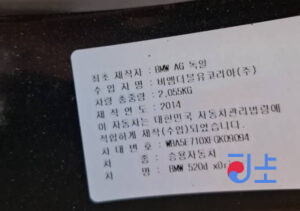 최초 제작자 : BMW AG 독일
수 입 자 명 : 비엠더블유코리아(주)
차량 총중량 : 2,055KG
제 작 연 도 : 2014
이 자동차는 대한민국 자동차관리법령에
적합하게 제작(수입)되었습니다.
차 대 번 호 : WBA5E710XFGK09094
차 종 : 승용자동차
차 명 : BMW 520d